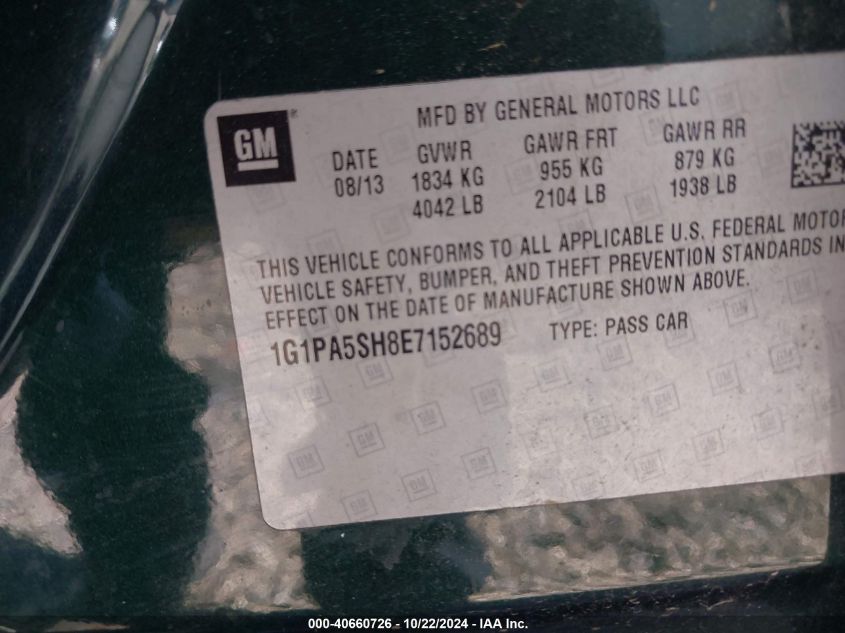 GM ®
MFD BY GENERAL MOTORS LLC
DATE GVWR GAWR FRT GAWR RR
08/13 1834 KG 955 KG 879 KG
4042 LB 2104 LB 1938 LB
THIS VEHICLE CONFORMS TO ALL APPLICABLE U.S. FEDERAL MOTOR
VEHICLE SAFETY, BUMPER, AND THEFT PREVENTION STANDARDS IN
EFFECT ON THE DATE OF MANUFACTURE SHOWN ABOVE.
1G1PA5SH8E7152689 TYPE: PASS CAR
000-40660726 - 10/22/2024 - IAA Inc.